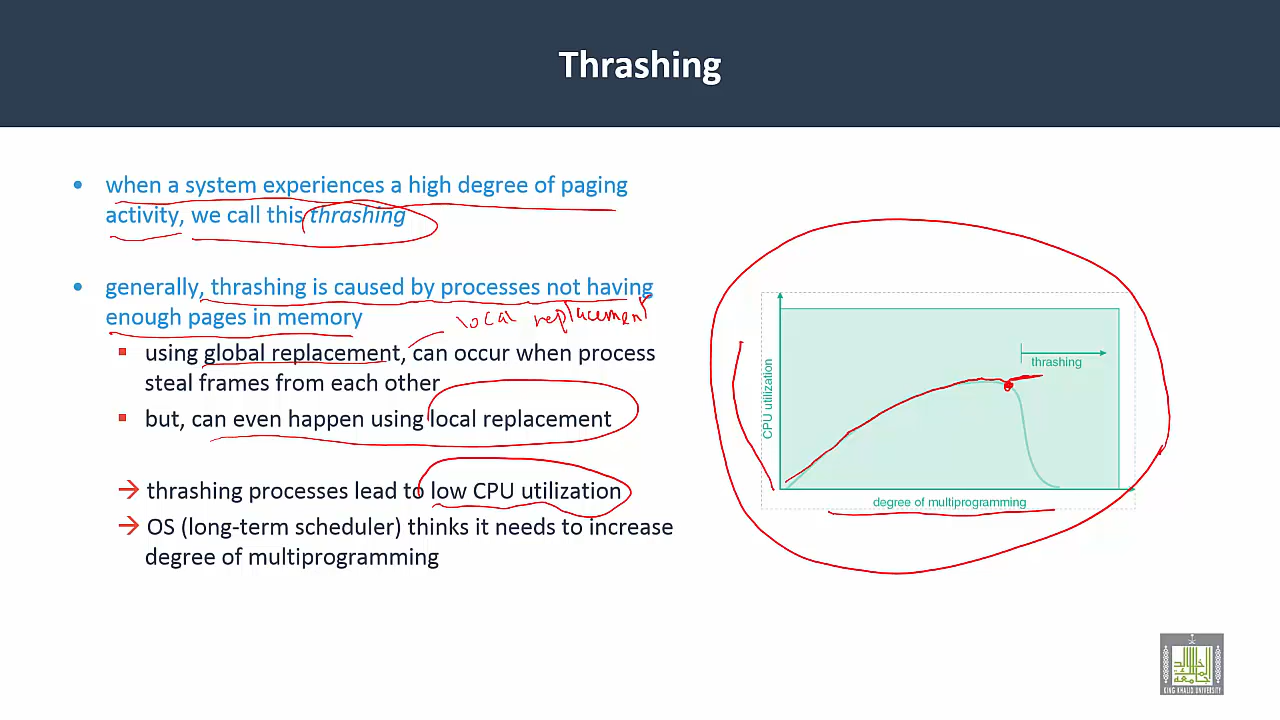 Thrashing
• when a system experiences a high degree of paging
activity, we call this thrashing
• generally, thrashing is caused by processes not having
enough pages in memory
local replacement
▪ using global replacement, can occur when process
steal frames from each other
▪ but, can even happen using local replacement
→ thrashing processes lead to low CPU utilization
→ OS (long-term scheduler) thinks it needs to increase
degree of multiprogramming
thrashing
CPU utilization
degree of multiprogramming
KING KHALID UNIVERSITY